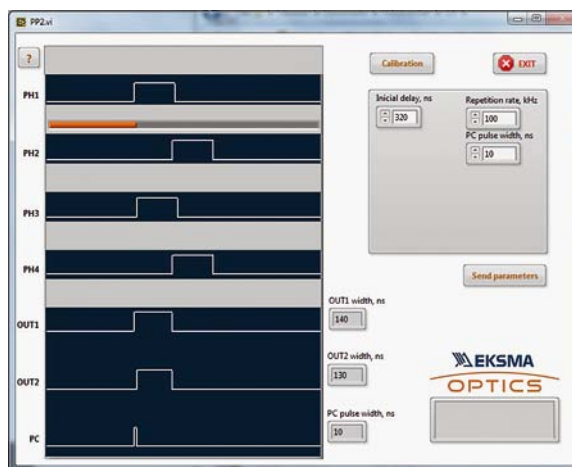 PP2.vi
?
Calibration
EXIT
PH1
PH2
PH3
PH4
OUT1
OUT2
PC
Inicial delay, ns
320
Repetition rate, kHz
100
PC pulse width, ns
10
Send parameters
OUT1 width, ns
140
OUT2 width, ns
130
PC pulse width, ns
10
EKSMA
OPTICS